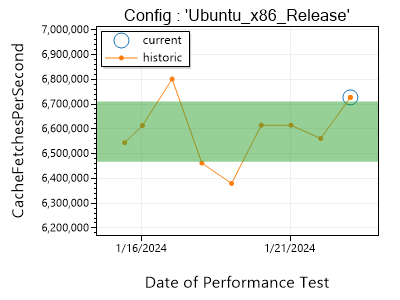 Config : 'Ubuntu_x86_Release'
7,000,000
6,900,000
6,800,000
6,700,000
6,600,000
6,500,000
6,400,000
6,300,000
6,200,000
CacheFetchesPerSecond
current
historic
1/16/2024
1/21/2024
Date of Performance Test